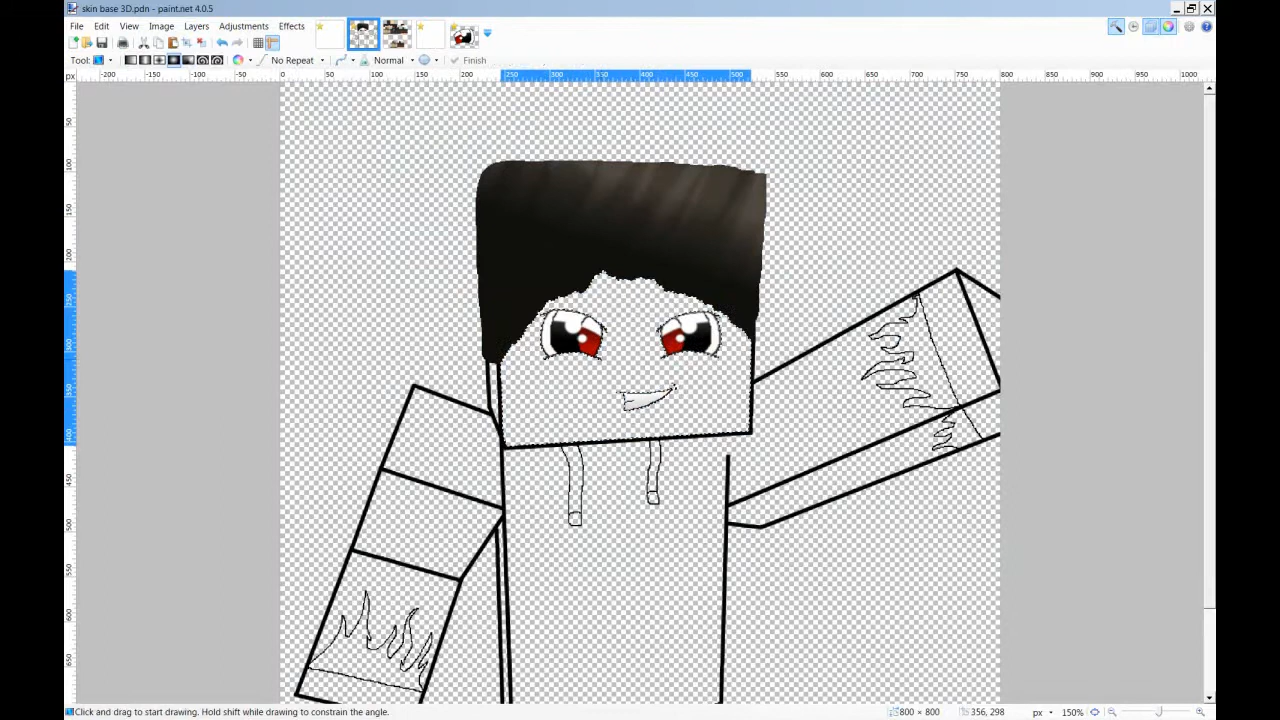 skin base 3D.pdn - paint.net 4.0.5
File Edit View Image Layers Adjustments Effects
Tool: No Repeat Normal Finish
px -200 -150 -100 -50 0 50 100 150 200 250 300 350 400 450 500 550 600 650 700 750 800 850 900 950 1000
50
100
150
200
250
300
350
400
450
500
550
600
650
Click and drag to start drawing. Hold shift while drawing to constrain the angle. 800 × 800 356, 298 px 150%